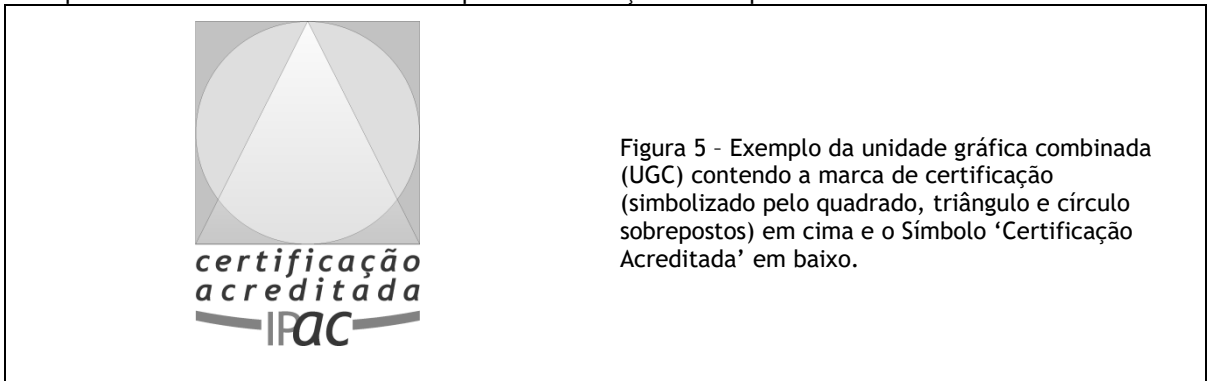 certificação
acreditada
IPac
Figura 5 – Exemplo da unidade gráfica combinada
(UGC) contendo a marca de certificação
(simbolizado pelo quadrado, triângulo e círculo
sobrepostos) em cima e o Símbolo ‘Certificação
Acreditada’ em baixo.